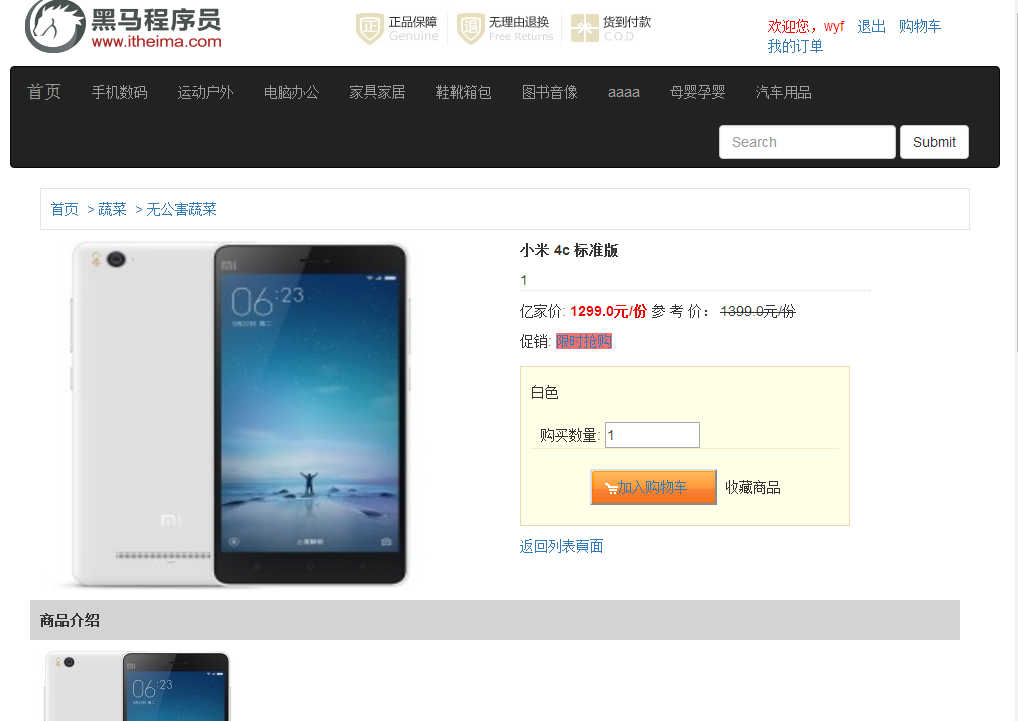 黑马程序员
www.itheima.com
正品保障
Genuine
无理由退换
Free Returns
货到付款
C.O.D
欢迎您，wyf 退出 购物车
我的订单
首页 手机数码 运动户外 电脑办公 家具家居 鞋靴箱包 图书音像 aaaa 母婴孕婴 汽车用品
Search Submit
首页 > 蔬菜 > 无公害蔬菜
小米 4c 标准版
1
亿家价: 1299.0元/份 参 考 价： 1399.0元/份
促销: 限时抢购
白色
购买数量: 1
加入购物车 收藏商品
返回列表頁面
正
退
mi
06:23
mi
商品介绍
mi
06:23